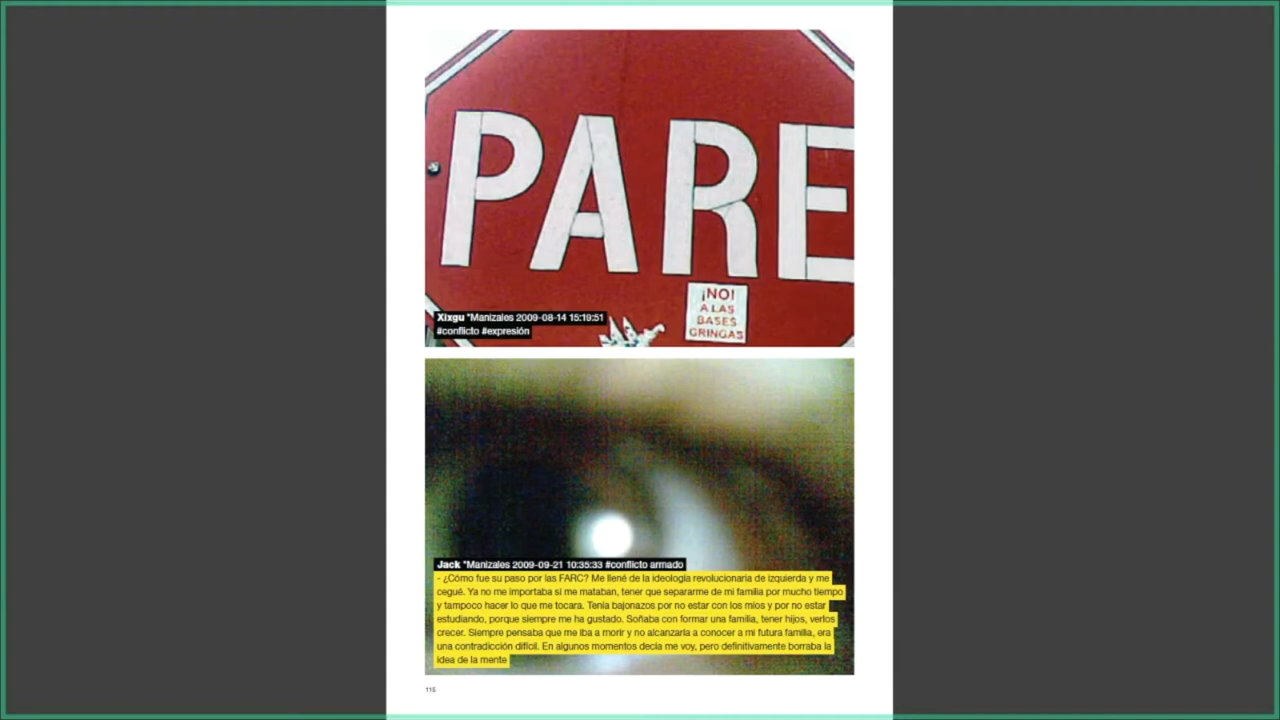 PARE
¡NO!
A LAS
BASES
GRINGAS
Xixgu *Manizales 2009-08-14 15:19:51
#conflicto #expresión
Jack *Manizales 2009-09-21 10:35:33 #conflicto armado
- ¿Cómo fue su paso por las FARC? Me llené de la ideología revolucionaria de izquierda y me
cegué. Ya no me importaba si me mataban, tener que separarme de mi familia por mucho tiempo
y tampoco hacer lo que me tocara. Tenía bajonazos por no estar con los míos y por no estar
estudiando, porque siempre me ha gustado. Soñaba con formar una familia, tener hijos, verlos
crecer. Siempre pensaba que me iba a morir y no alcanzaría a conocer a mi futura familia, era
una contradicción difícil. En algunos momentos decía me voy, pero definitivamente borraba la
idea de la mente
115